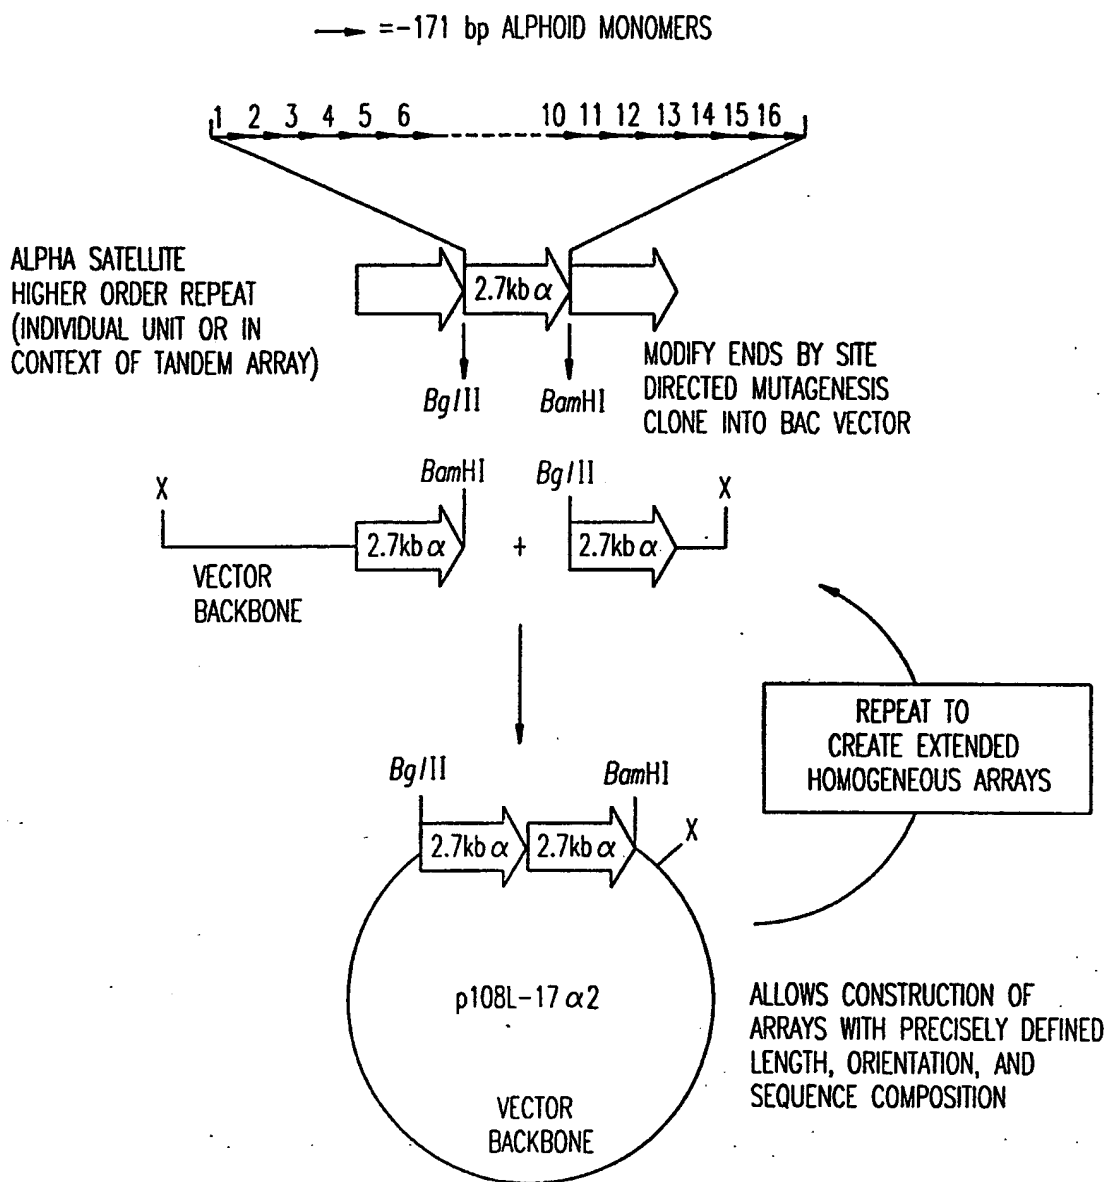 =-171 bp ALPHOID MONOMERS
1 2 3 4 5 6 10 11 12 13 14 15 16
ALPHA SATELLITE
HIGHER ORDER REPEAT
(INDIVIDUAL UNIT OR IN
CONTEXT OF TANDEM ARRAY)
2.7kb α
MODIFY ENDS BY SITE
DIRECTED MUTAGENESIS
CLONE INTO BAC VECTOR
BglII BamHI
X BamHI BglII X
2.7kb α + 2.7kb α
VECTOR
BACKBONE
REPEAT TO
CREATE EXTENDED
HOMOGENEOUS ARRAYS
BglII BamHI
X
2.7kb α 2.7kb α
p108L-17 α2
ALLOWS CONSTRUCTION OF
ARRAYS WITH PRECISELY DEFINED
LENGTH, ORIENTATION, AND
SEQUENCE COMPOSITION
VECTOR
BACKBONE